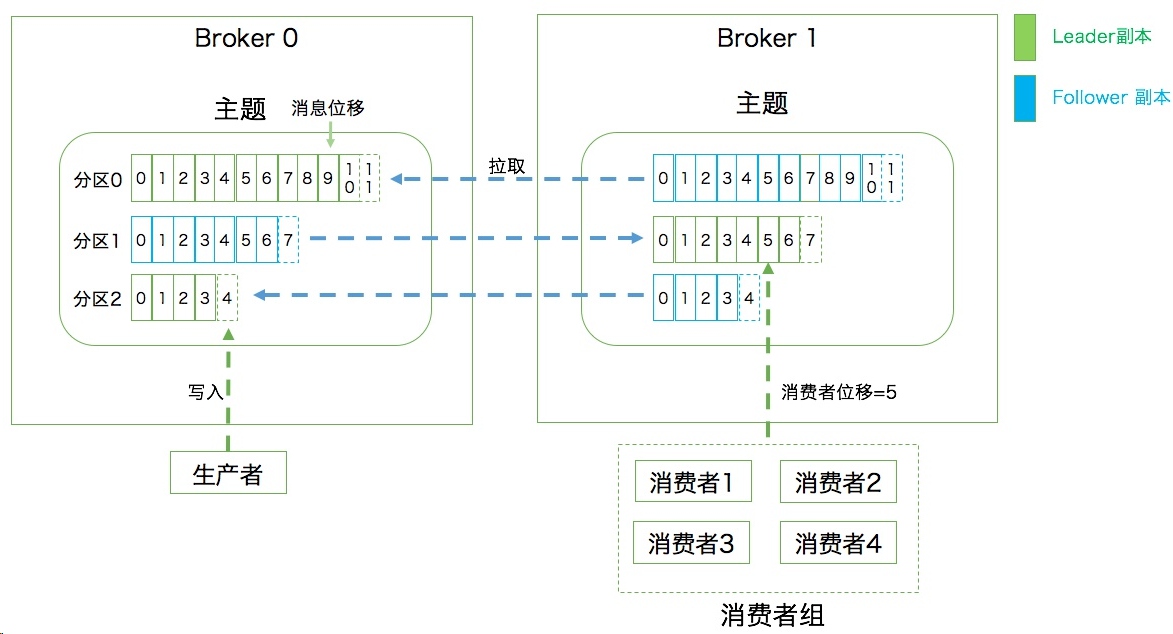 Broker 0
主题
消息位移
分区0 0 1 2 3 4 5 6 7 8 9 10 11
分区1 0 1 2 3 4 5 6 7
分区2 0 1 2 3 4
写入
生产者
拉取
Broker 1
主题
0 1 2 3 4 5 6 7 8 9 10 11
0 1 2 3 4 5 6 7
0 1 2 3 4
消费者位移=5
消费者1 消费者2
消费者3 消费者4
消费者组
Leader副本
Follower 副本